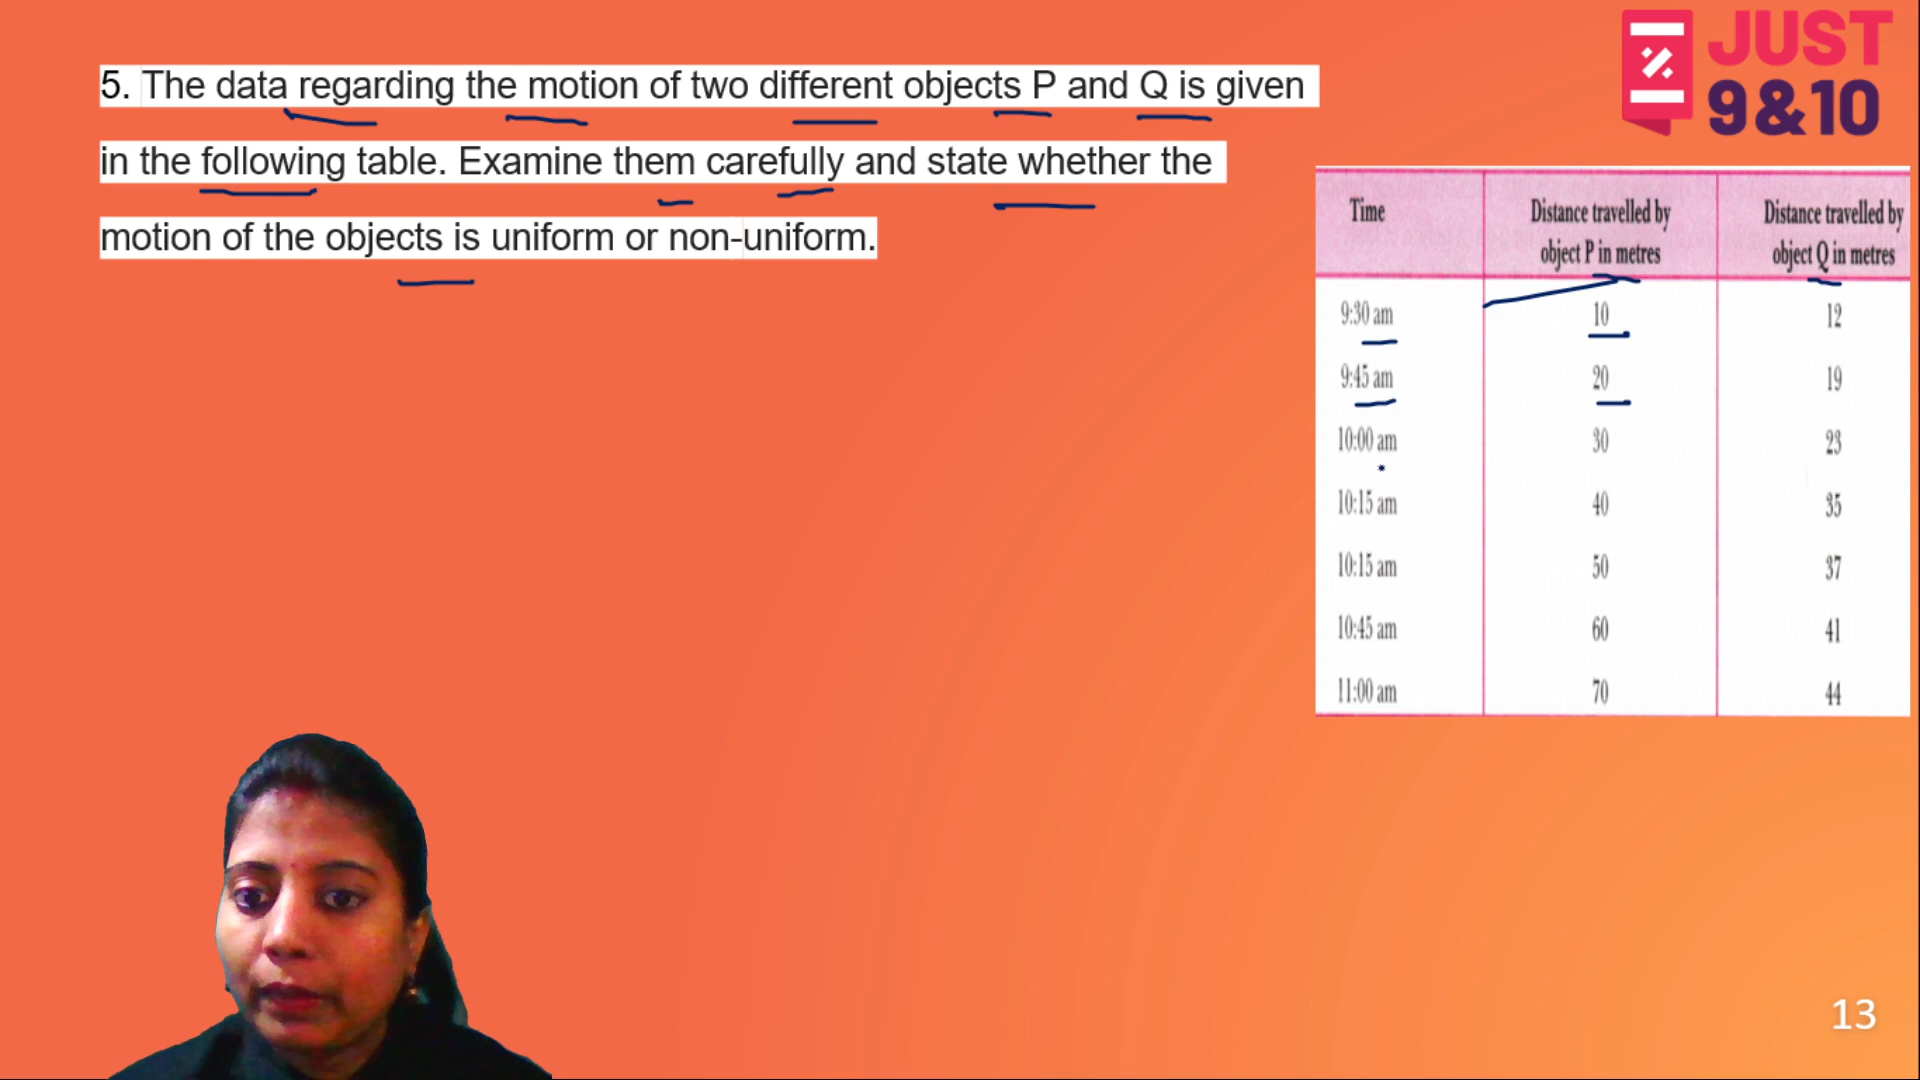 JUST
9&10
5. The data regarding the motion of two different objects P and Q is given
in the following table. Examine them carefully and state whether the
motion of the objects is uniform or non-uniform.
Time Distance travelled by object P in metres Distance travelled by object Q in metres
9:30 am 10 12
9:45 am 20 19
10:00 am 30 23
10:15 am 40 35
10:15 am 50 37
10:45 am 60 41
11:00 am 70 44
13